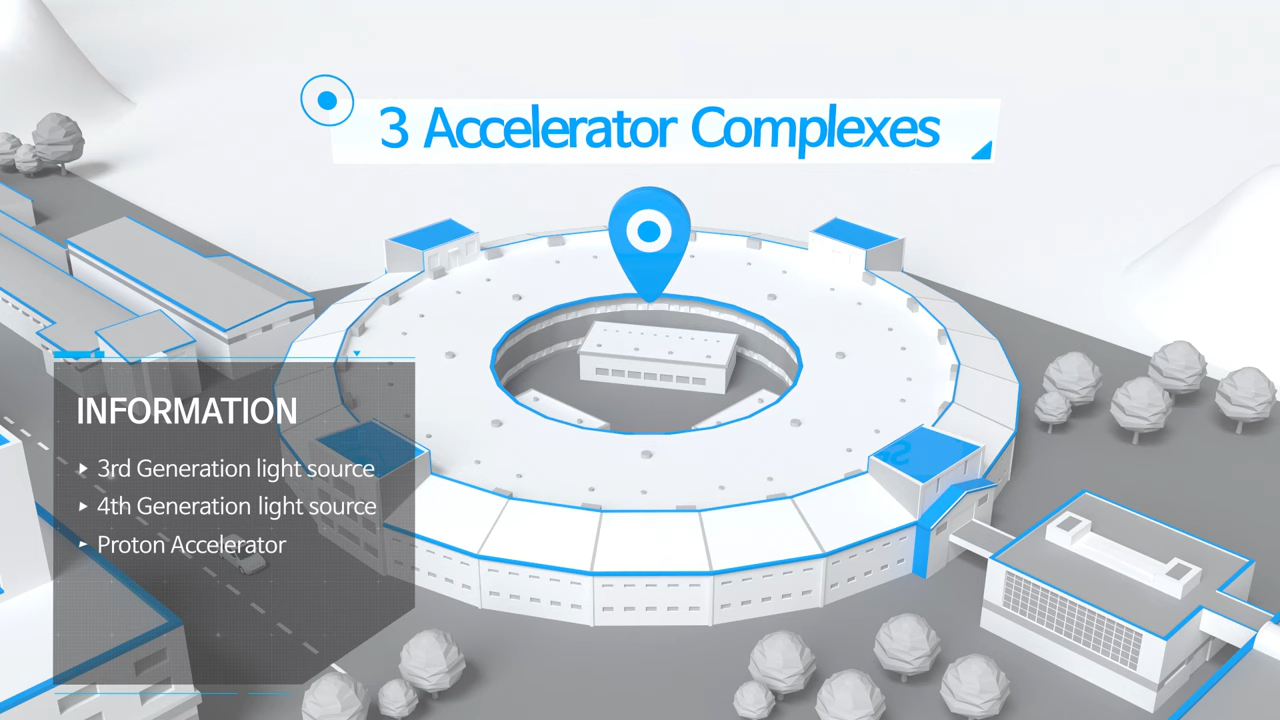 3 Accelerator Complexes
INFORMATION
3rd Generation light source
4th Generation light source
Proton Accelerator